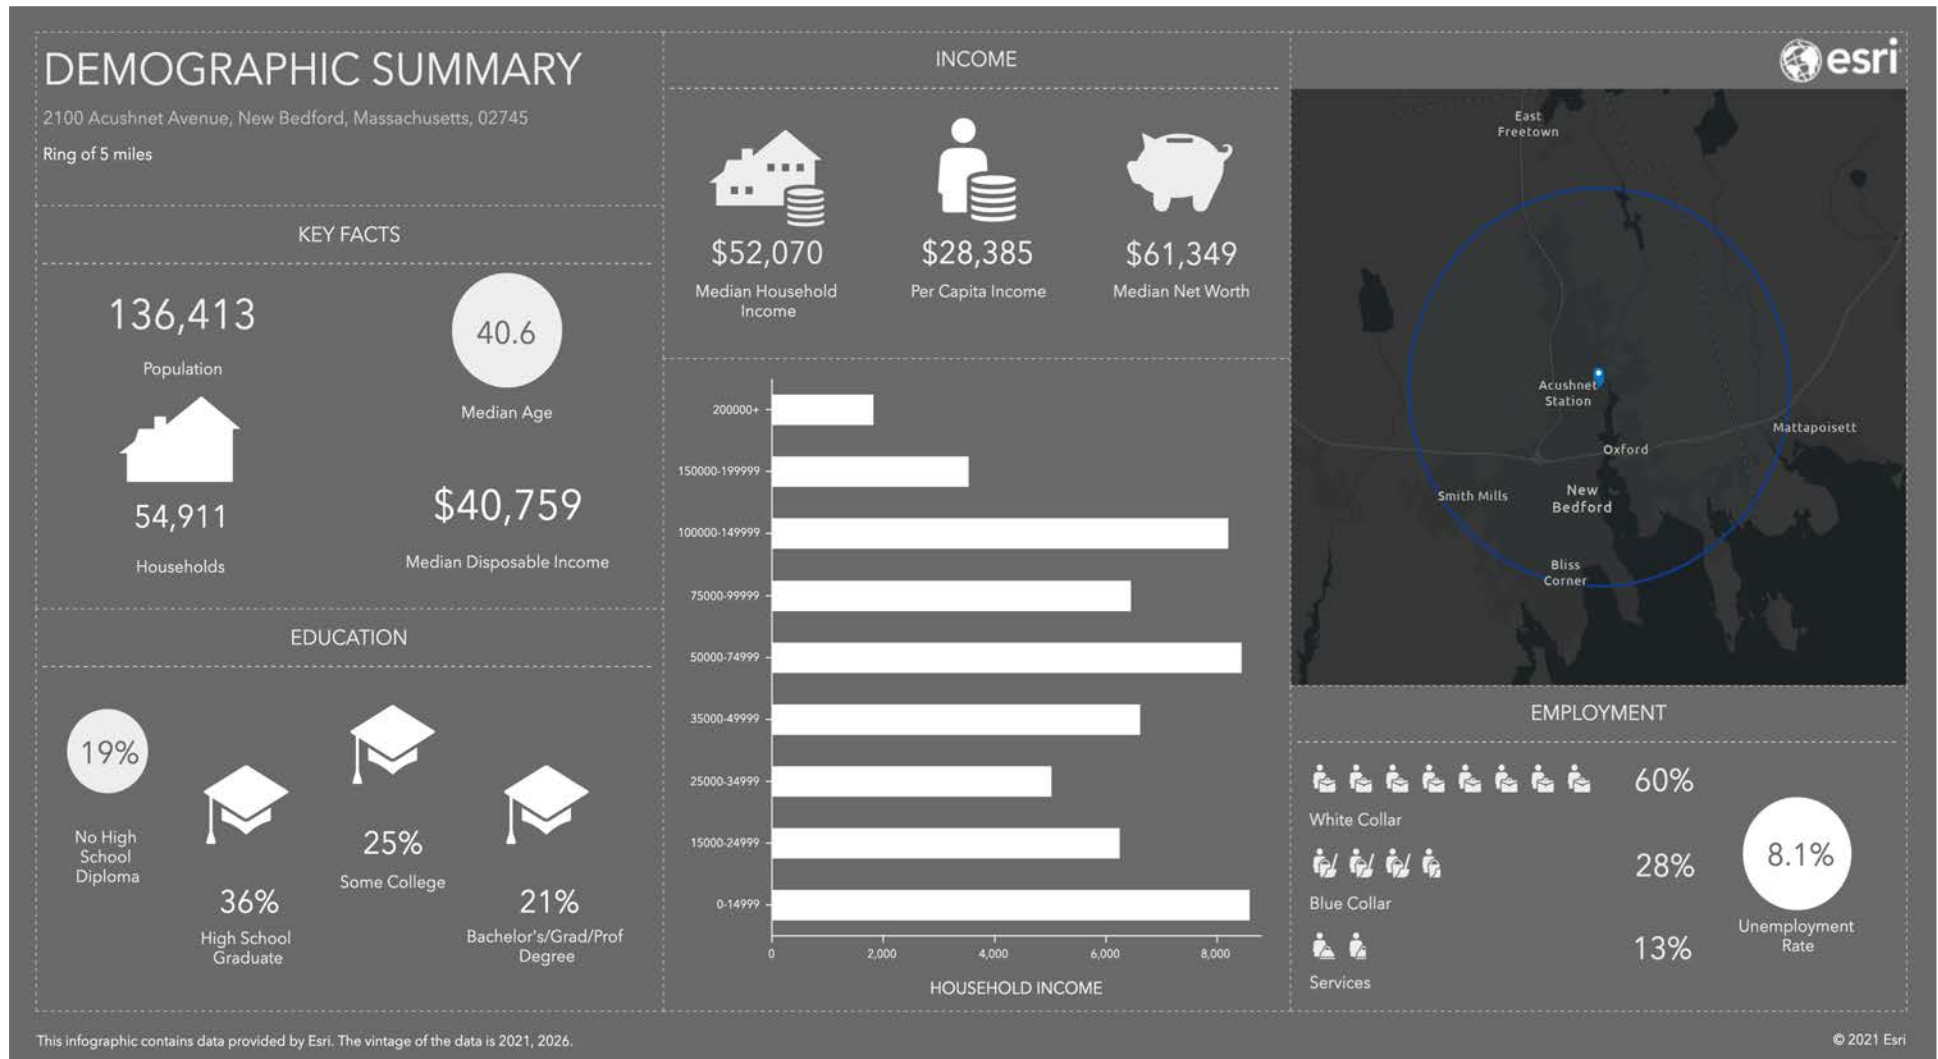 DEMOGRAPHIC SUMMARY
2100 Acushnet Avenue, New Bedford, Massachusetts, 02745
Ring of 5 miles
KEY FACTS
136,413
Population
40.6
Median Age
54,911
Households
$40,759
Median Disposable Income
EDUCATION
19%
No High
School
Diploma
36%
High School
Graduate
25%
Some College
21%
Bachelor's/Grad/Prof
Degree
INCOME
$52,070
Median Household
Income
$28,385
Per Capita Income
$61,349
Median Net Worth
200000+
150000-199999
100000-149999
75000-99999
50000-74999
35000-49999
25000-34999
15000-24999
0-14999
0 2,000 4,000 6,000 8,000
HOUSEHOLD INCOME
esri
East
Freetown
Acushnet
Station
Mattapoisett
Oxford
Smith Mills
New
Bedford
Bliss
Corner
EMPLOYMENT
60%
White Collar
28%
Blue Collar
13%
Services
8.1%
Unemployment
Rate
This infographic contains data provided by Esri. The vintage of the data is 2021, 2026.
© 2021 Esri